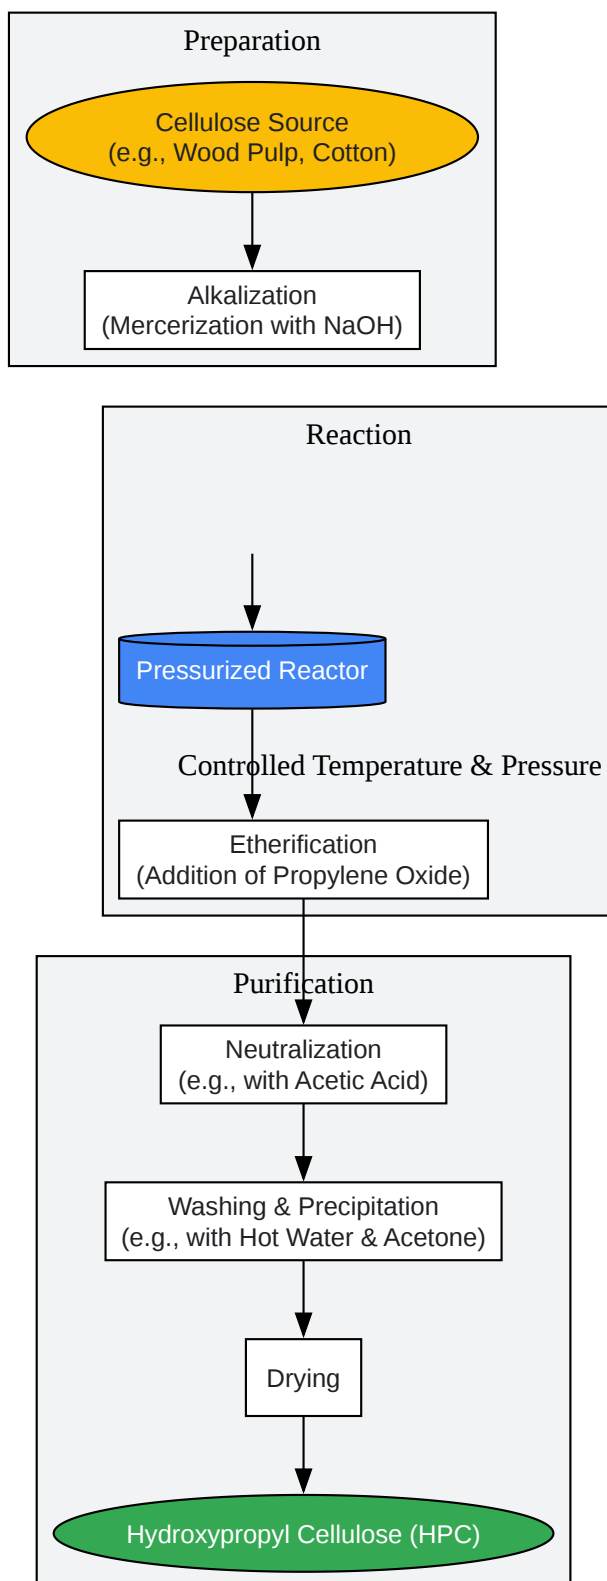 Preparation
Cellulose Source
(e.g., Wood Pulp, Cotton)
Alkalization
(Mercerization with NaOH)
Reaction
Pressurized Reactor
Controlled Temperature & Pressure
Etherification
(Addition of Propylene Oxide)
Purification
Neutralization
(e.g., with Acetic Acid)
Washing & Precipitation
(e.g., with Hot Water & Acetone)
Drying
Hydroxypropyl Cellulose (HPC)